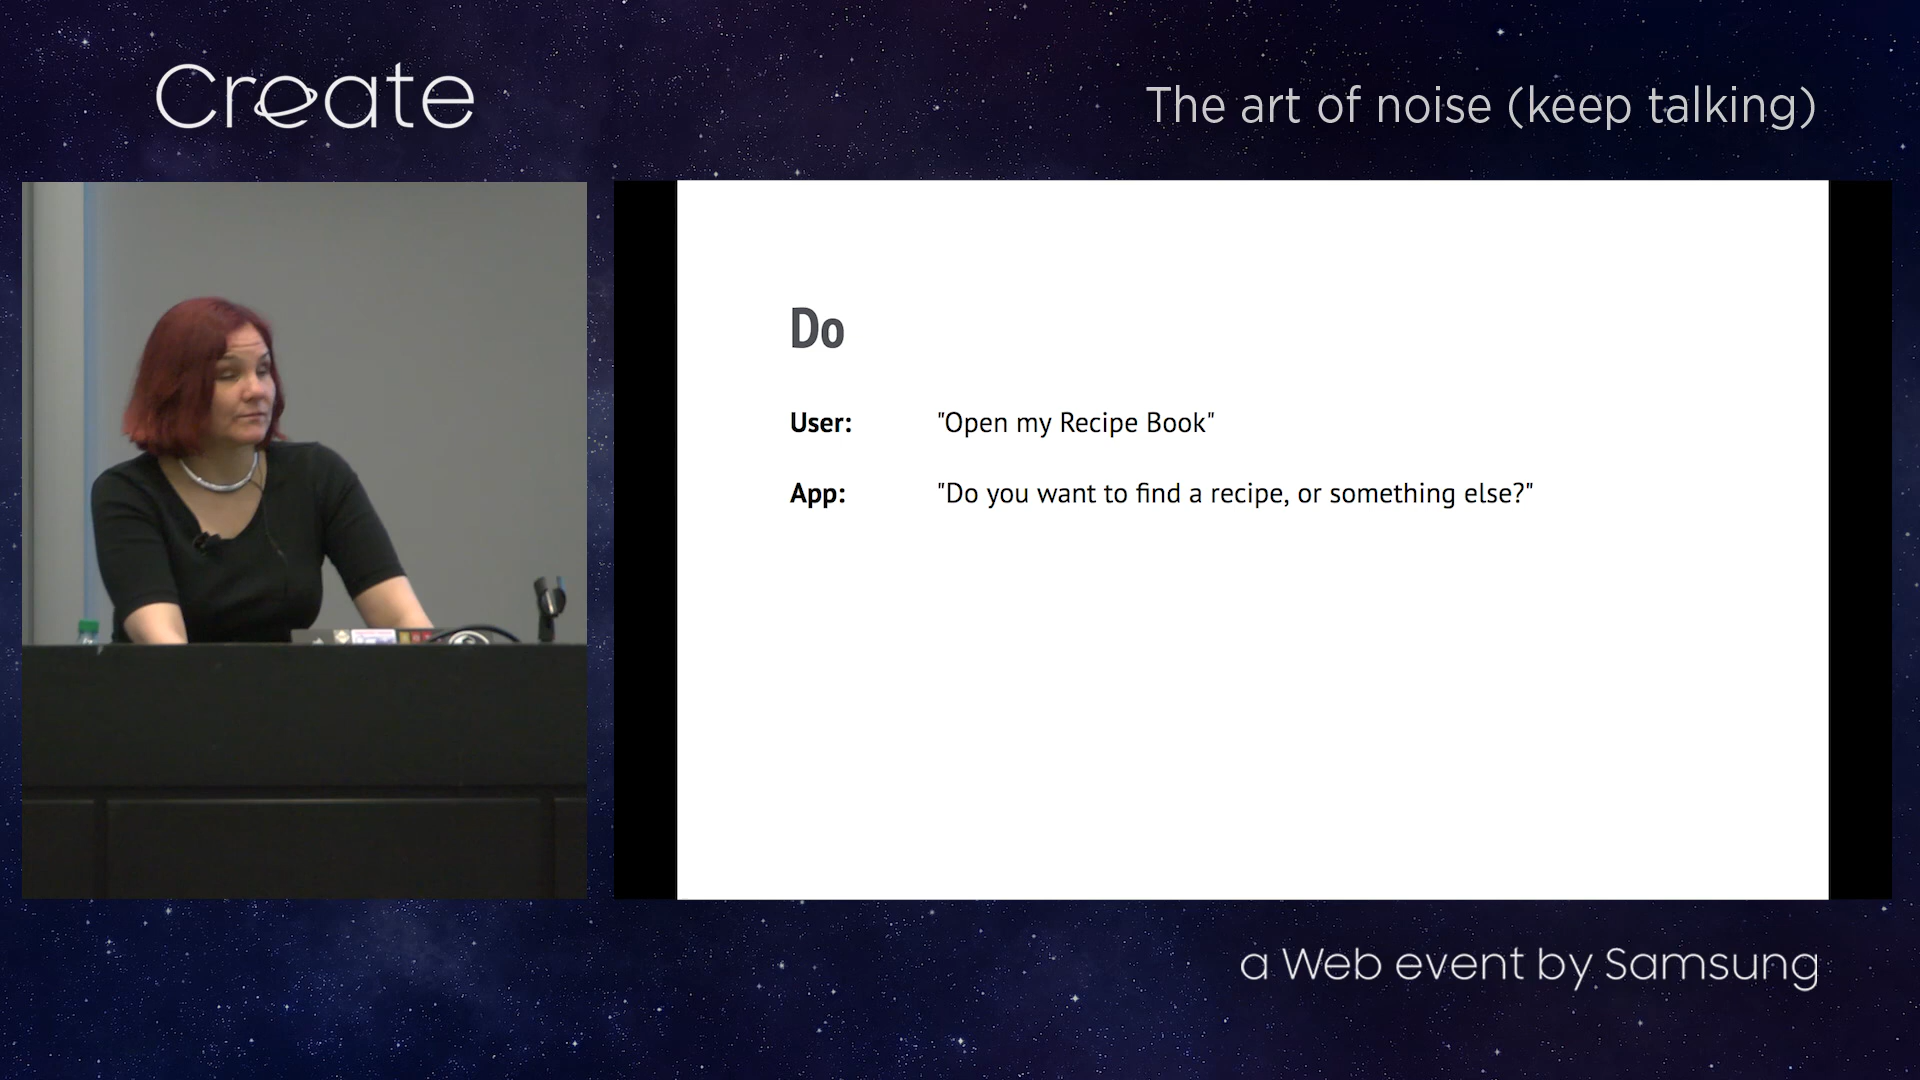 Create
The art of noise (keep talking)
Do
User: "Open my Recipe Book"
App: "Do you want to find a recipe, or something else?"
a Web event by Samsung